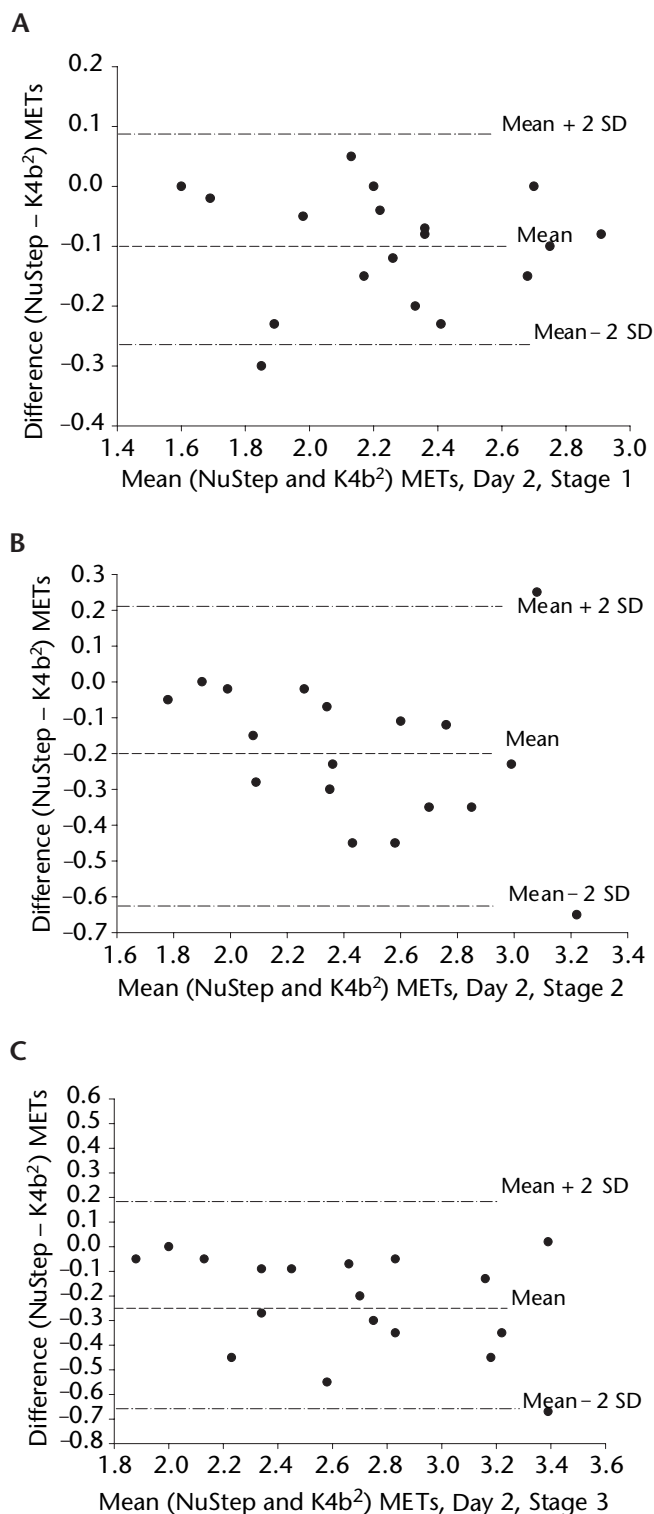 A
0.2
0.1
0.0
–0.1
–0.2
–0.3
–0.4
Difference (NuStep – K4b²) METs
Mean + 2 SD
Mean
Mean – 2 SD
1.4 1.6 1.8 2.0 2.2 2.4 2.6 2.8 3.0
Mean (NuStep and K4b²) METs, Day 2, Stage 1
B
0.3
0.2
0.1
0.0
–0.1
–0.2
–0.3
–0.4
–0.5
–0.6
–0.7
Difference (NuStep – K4b²) METs
Mean + 2 SD
Mean
Mean – 2 SD
1.6 1.8 2.0 2.2 2.4 2.6 2.8 3.0 3.2 3.4
Mean (NuStep and K4b²) METs, Day 2, Stage 2
C
0.6
0.5
0.4
0.3
0.2
0.1
0.0
–0.1
–0.2
–0.3
–0.4
–0.5
–0.6
–0.7
–0.8
Difference (NuStep – K4b²) METs
Mean + 2 SD
Mean
Mean – 2 SD
1.8 2.0 2.2 2.4 2.6 2.8 3.0 3.2 3.4 3.6
Mean (NuStep and K4b²) METs, Day 2, Stage 3